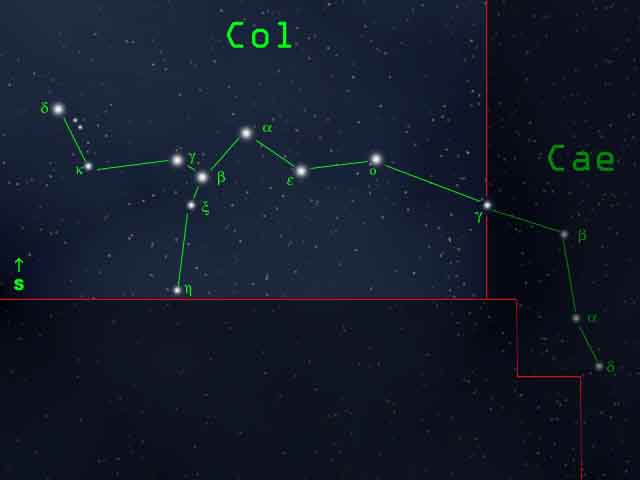 Col
δ
α
Cae
γ
κ
β
ε
ο
ξ
γ
β
↑
s
η
α
δ